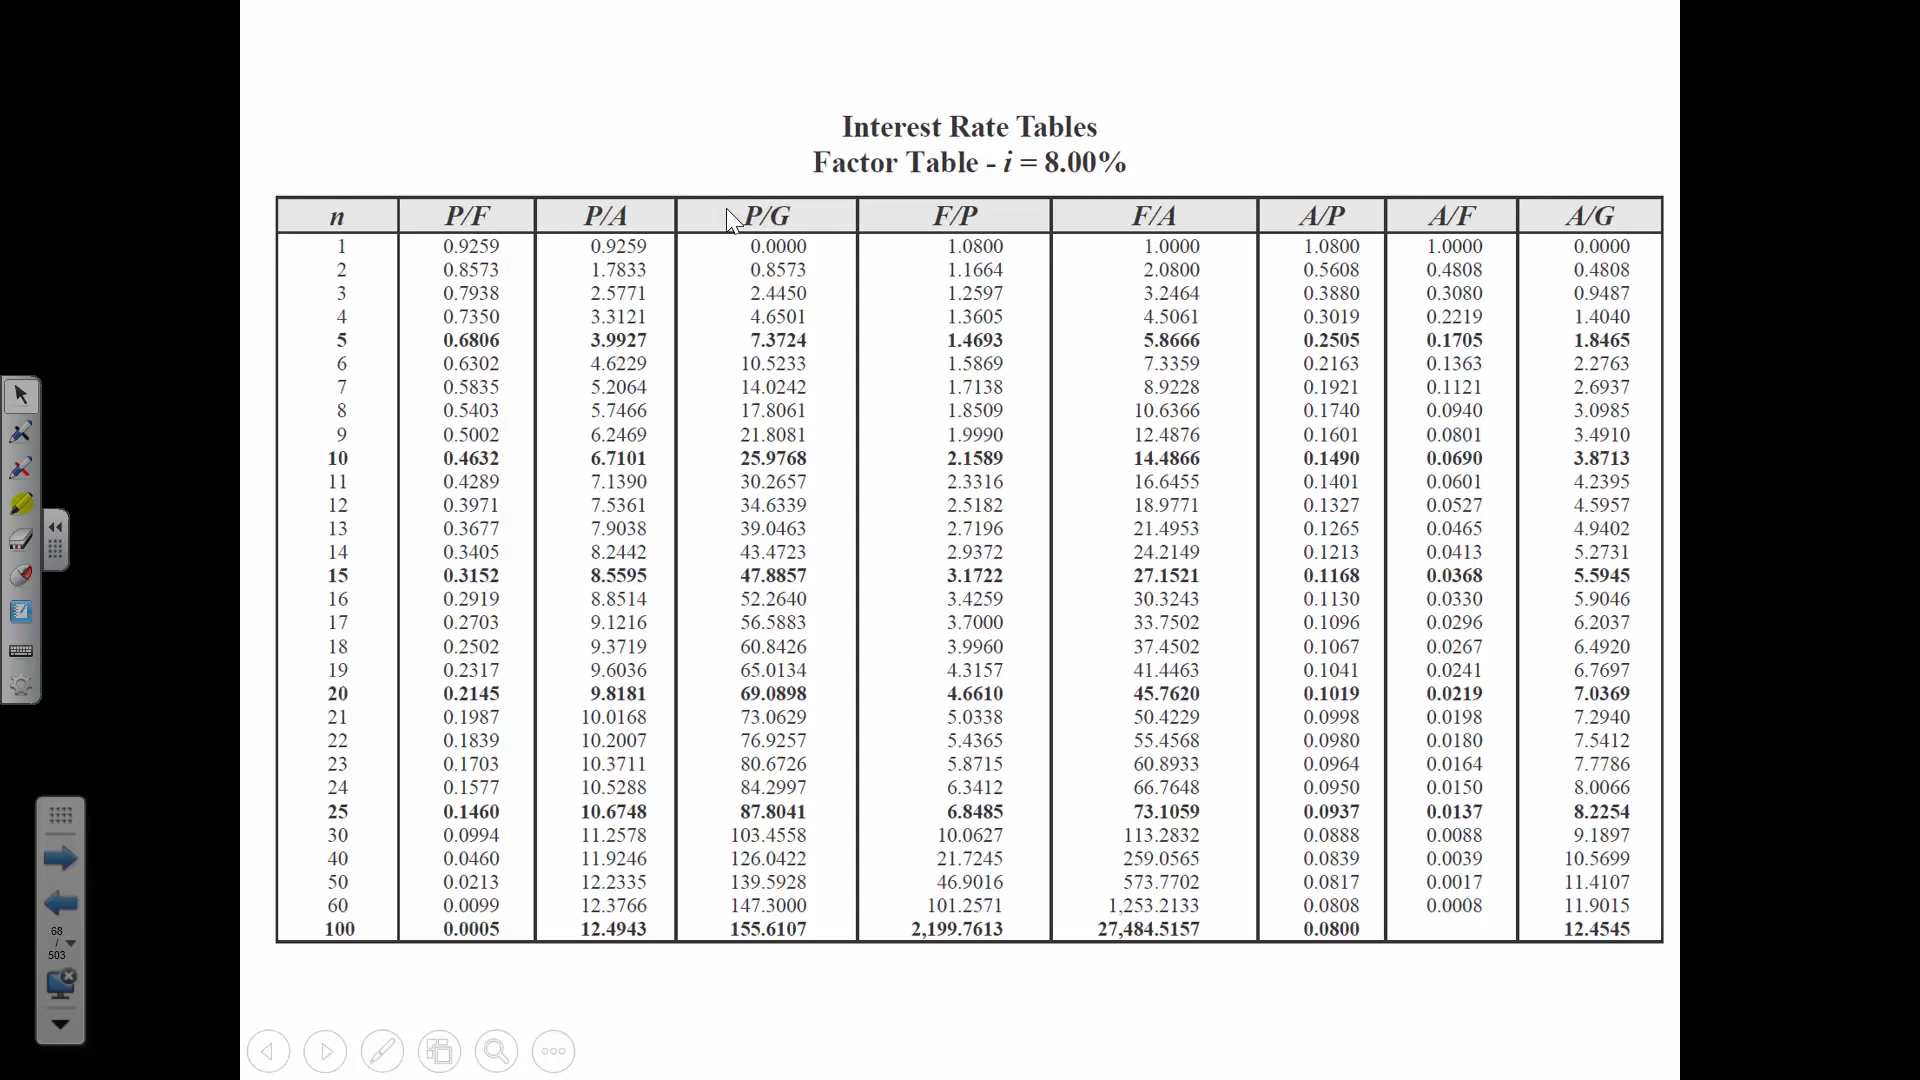 Interest Rate Tables
Factor Table - i = 8.00%
n P/F P/A P/G F/P F/A A/P A/F A/G
1 0.9259 0.9259 0.0000 1.0800 1.0000 1.0800 1.0000 0.0000
2 0.8573 1.7833 0.8573 1.1664 2.0800 0.5608 0.4808 0.4808
3 0.7938 2.5771 2.4450 1.2597 3.2464 0.3880 0.3080 0.9487
4 0.7350 3.3121 4.6501 1.3605 4.5061 0.3019 0.2219 1.4040
5 0.6806 3.9927 7.3724 1.4693 5.8666 0.2505 0.1705 1.8465
6 0.6302 4.6229 10.5233 1.5869 7.3359 0.2163 0.1363 2.2763
7 0.5835 5.2064 14.0242 1.7138 8.9228 0.1921 0.1121 2.6937
8 0.5403 5.7466 17.8061 1.8509 10.6366 0.1740 0.0940 3.0985
9 0.5002 6.2469 21.8081 1.9990 12.4876 0.1601 0.0801 3.4910
10 0.4632 6.7101 25.9768 2.1589 14.4866 0.1490 0.0690 3.8713
11 0.4289 7.1390 30.2657 2.3316 16.6455 0.1401 0.0601 4.2395
12 0.3971 7.5361 34.6339 2.5182 18.9771 0.1327 0.0527 4.5957
13 0.3677 7.9038 39.0463 2.7196 21.4953 0.1265 0.0465 4.9402
14 0.3405 8.2442 43.4723 2.9372 24.2149 0.1213 0.0413 5.2731
15 0.3152 8.5595 47.8857 3.1722 27.1521 0.1168 0.0368 5.5945
16 0.2919 8.8514 52.2640 3.4259 30.3243 0.1130 0.0330 5.9046
17 0.2703 9.1216 56.5883 3.7000 33.7502 0.1096 0.0296 6.2037
18 0.2502 9.3719 60.8426 3.9960 37.4502 0.1067 0.0267 6.4920
19 0.2317 9.6036 65.0134 4.3157 41.4463 0.1041 0.0241 6.7697
20 0.2145 9.8181 69.0898 4.6610 45.7620 0.1019 0.0219 7.0369
21 0.1987 10.0168 73.0629 5.0338 50.4229 0.0998 0.0198 7.2940
22 0.1839 10.2007 76.9257 5.4365 55.4568 0.0980 0.0180 7.5412
23 0.1703 10.3711 80.6726 5.8715 60.8933 0.0964 0.0164 7.7786
24 0.1577 10.5288 84.2997 6.3412 66.7648 0.0950 0.0150 8.0066
25 0.1460 10.6748 87.8041 6.8485 73.1059 0.0937 0.0137 8.2254
30 0.0994 11.2578 103.4558 10.0627 113.2832 0.0888 0.0088 9.1897
40 0.0460 11.9246 126.0422 21.7245 259.0565 0.0839 0.0039 10.5699
50 0.0213 12.2335 139.5928 46.9016 573.7702 0.0817 0.0017 11.4107
60 0.0099 12.3766 147.3000 101.2571 1,253.2133 0.0808 0.0008 11.9015
100 0.0005 12.4943 155.6107 2,199.7613 27,484.5157 0.0800 12.4545
68
/
503